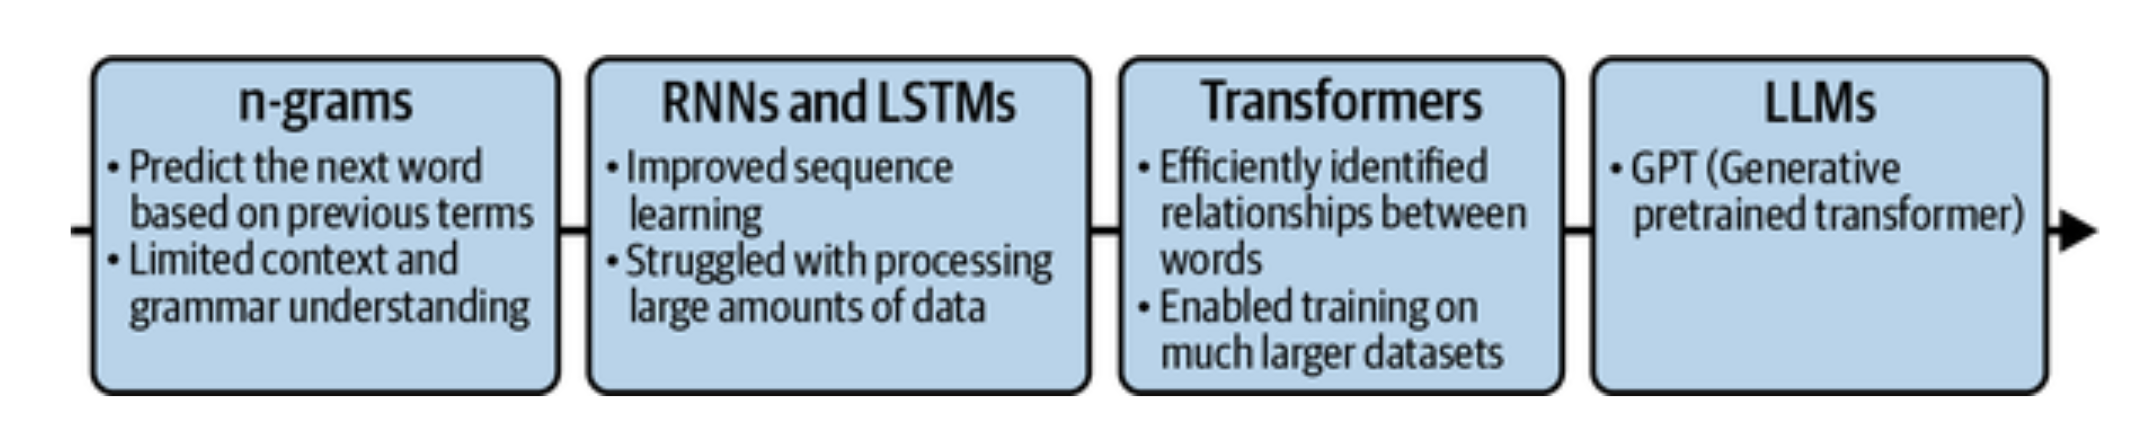 n-grams
• Predict the next word
based on previous terms
• Limited context and
grammar understanding
RNNs and LSTMs
• Improved sequence
learning
• Struggled with processing
large amounts of data
Transformers
• Efficiently identified
relationships between
words
• Enabled training on
much larger datasets
LLMs
• GPT (Generative
pretrained transformer)